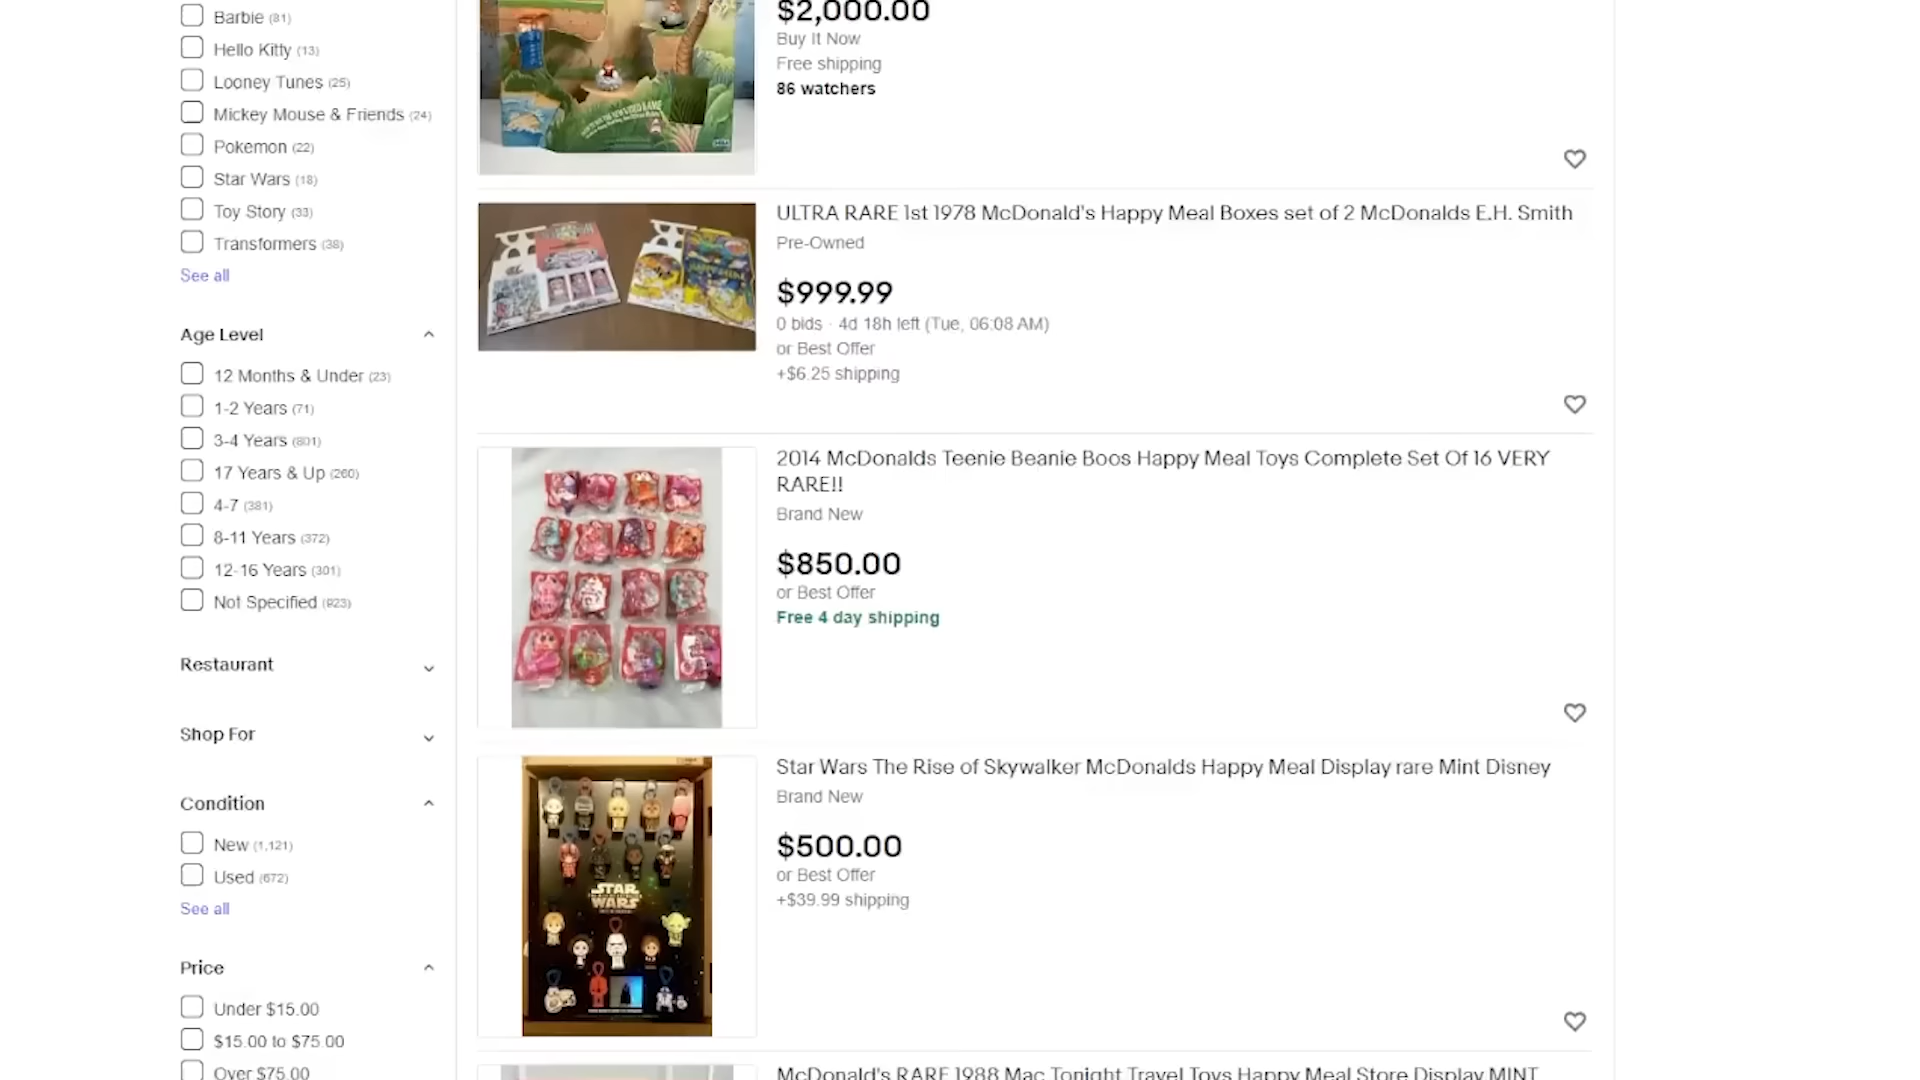 Barbie (81)
Hello Kitty (13)
Looney Tunes (25)
Mickey Mouse & Friends (24)
Pokemon (22)
Star Wars (18)
Toy Story (33)
Transformers (38)
See all
Age Level
12 Months & Under (23)
1-2 Years (71)
3-4 Years (801)
17 Years & Up (260)
4-7 (381)
8-11 Years (372)
12-16 Years (301)
Not Specified (923)
Restaurant
Shop For
Condition
New (1,121)
Used (672)
See all
Price
Under $15.00
$15.00 to $75.00
Over $75.00
$2,000.00
Buy It Now
Free shipping
86 watchers
ULTRA RARE 1st 1978 McDonald's Happy Meal Boxes set of 2 McDonalds E.H. Smith
Pre-Owned
$999.99
0 bids · 4d 18h left (Tue, 06:08 AM)
or Best Offer
+$6.25 shipping
2014 McDonalds Teenie Beanie Boos Happy Meal Toys Complete Set Of 16 VERY
RARE!!
Brand New
$850.00
or Best Offer
Free 4 day shipping
Star Wars The Rise of Skywalker McDonalds Happy Meal Display rare Mint Disney
Brand New
$500.00
or Best Offer
+$39.99 shipping
STAR
WARS
McDonald's RARE 1988 Mac Tonight Travel Toys Happy Meal Store Display MINT